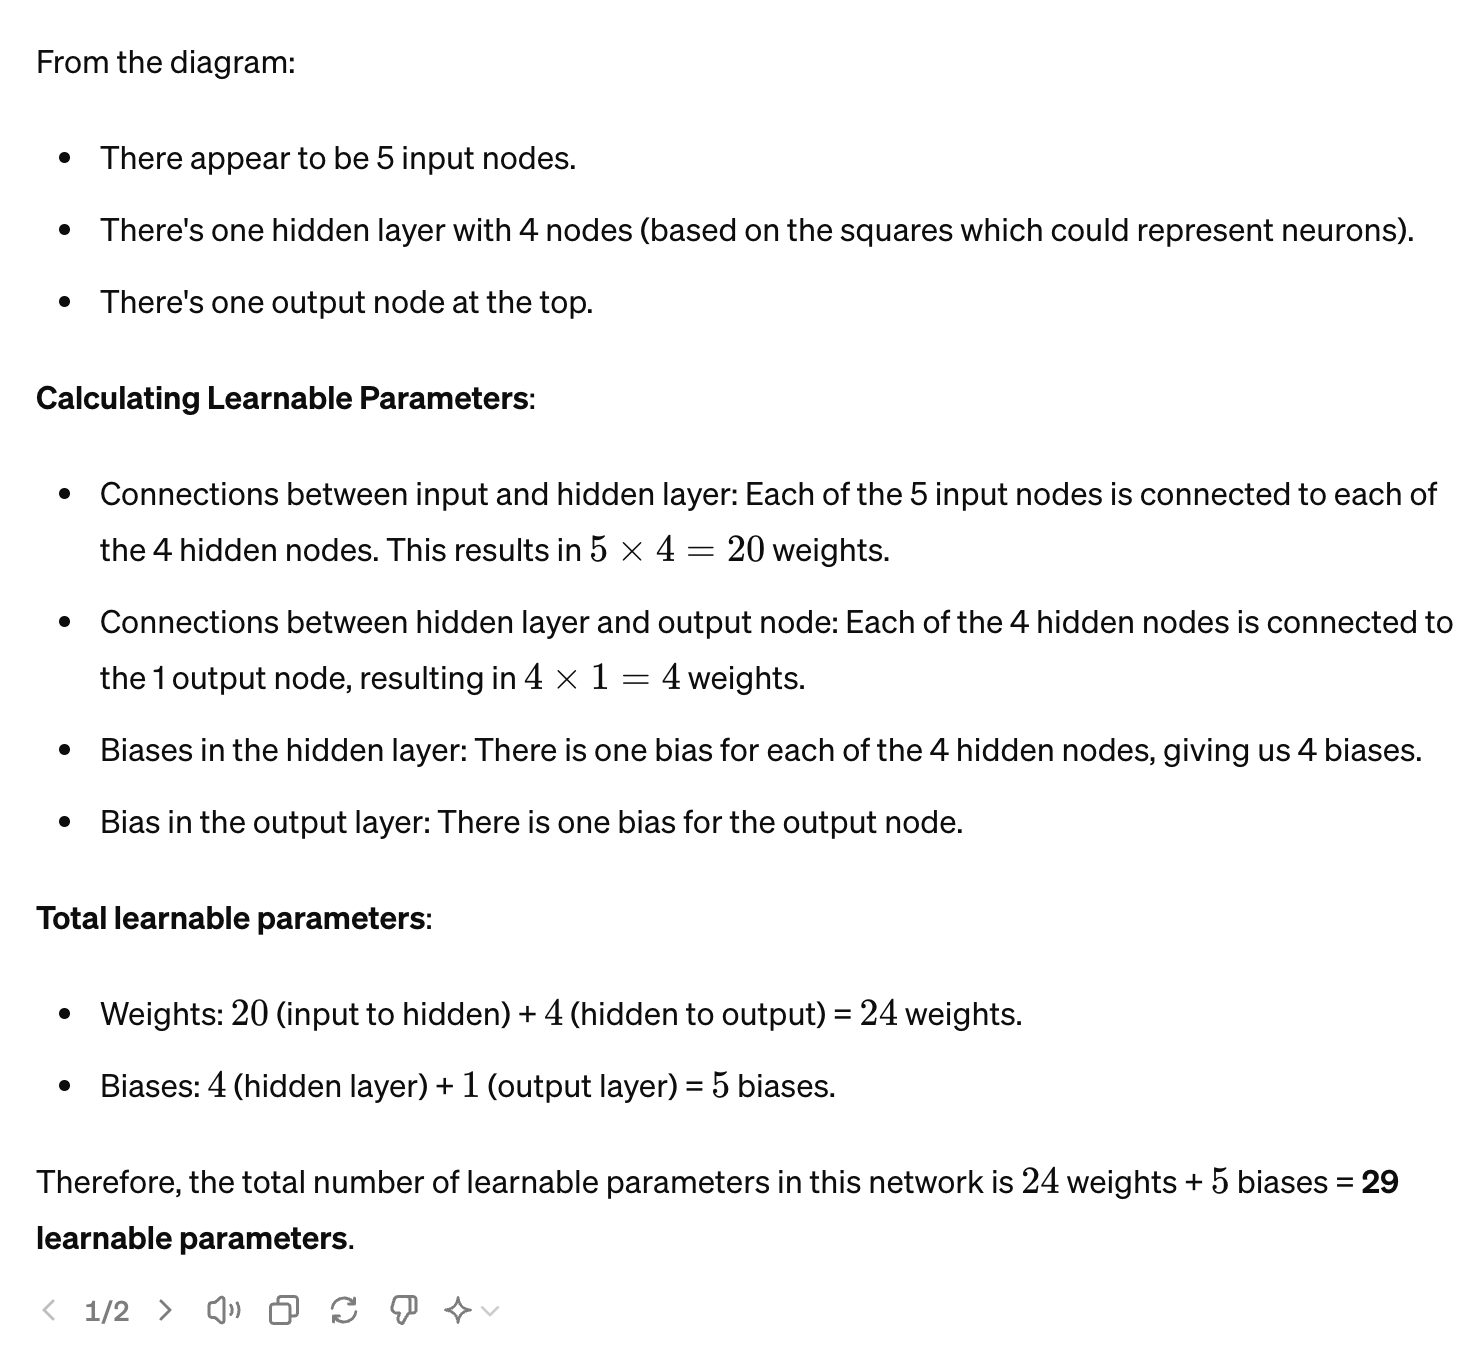 From the diagram:
• There appear to be 5 input nodes.
• There's one hidden layer with 4 nodes (based on the squares which could represent neurons).
• There's one output node at the top.
Calculating Learnable Parameters:
• Connections between input and hidden layer: Each of the 5 input nodes is connected to each of
the 4 hidden nodes. This results in 5 × 4 = 20 weights.
• Connections between hidden layer and output node: Each of the 4 hidden nodes is connected to
the 1 output node, resulting in 4 × 1 = 4 weights.
• Biases in the hidden layer: There is one bias for each of the 4 hidden nodes, giving us 4 biases.
• Bias in the output layer: There is one bias for the output node.
Total learnable parameters:
• Weights: 20 (input to hidden) + 4 (hidden to output) = 24 weights.
• Biases: 4 (hidden layer) + 1 (output layer) = 5 biases.
Therefore, the total number of learnable parameters in this network is 24 weights + 5 biases = 29
learnable parameters.
1/2